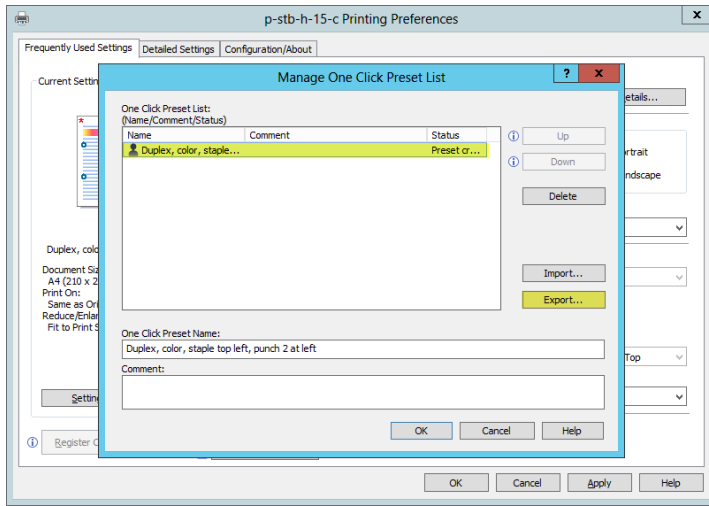 p-stb-h-15-c Printing Preferences
x
Frequently Used Settings Detailed Settings Configuration/About
Current Settin
Manage One Click Preset List
? x
etails...
One Click Preset List:
(Name/Comment/Status)
Name Comment Status
Duplex, color, staple... Preset cr...
Up
Down
Delete
Import...
Export...
rtrait
ndscape
Duplex, colo
Document Siz
A4 (210 x 2
Print On:
Same as Ori
Reduce/Enlar
Fit to Print S
One Click Preset Name:
Duplex, color, staple top left, punch 2 at left
Top
Comment:
Setting
OK Cancel Help
Register C
OK Cancel Apply Help